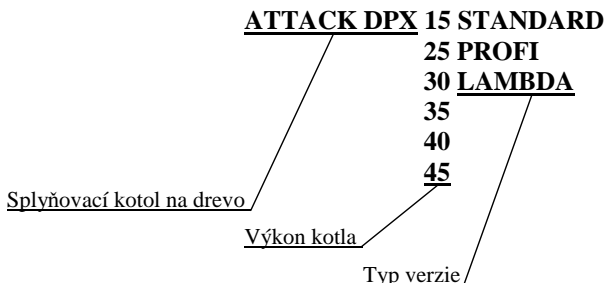 ATTACK DPX 15 STANDARD
25 PROFI
30 LAMBDA
35
40
45
Splyňovací kotol na drevo
Výkon kotla
Typ verzie